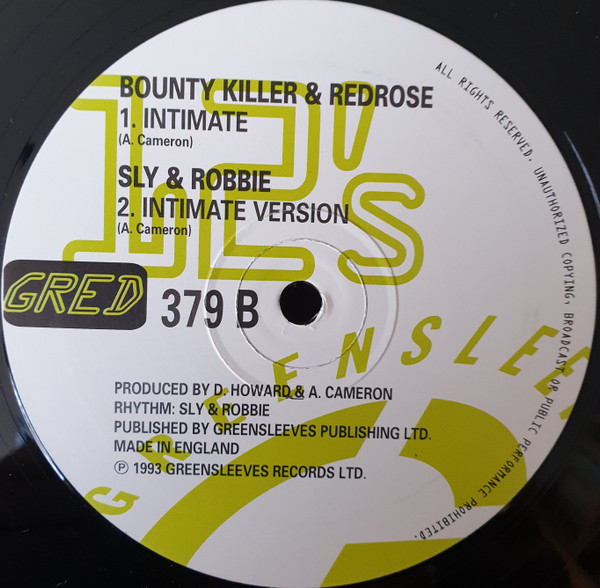 12's
BOUNTY KILLER & REDROSE
1. INTIMATE
(A. Cameron)
SLY & ROBBIE
2. INTIMATE VERSION
(A. Cameron)
GRED 379 B
PRODUCED BY D. HOWARD & A. CAMERON
RHYTHM: SLY & ROBBIE
PUBLISHED BY GREENSLEEVES PUBLISHING LTD.
MADE IN ENGLAND
℗ 1993 GREENSLEEVES RECORDS LTD.
GREENSLEE
ALL RIGHTS RESERVED. UNAUTHORIZED COPYING, BROADCAST OR PUBLIC PERFORMANCE PROHIBITED.